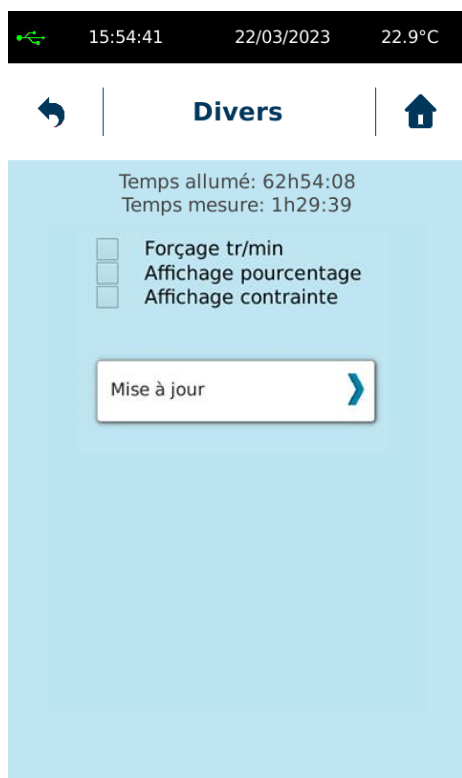 15:54:41 22/03/2023 22.9°C
Divers
Temps allumé: 62h54:08
Temps mesure: 1h29:39
Forçage tr/min
Affichage pourcentage
Affichage contrainte
Mise à jour